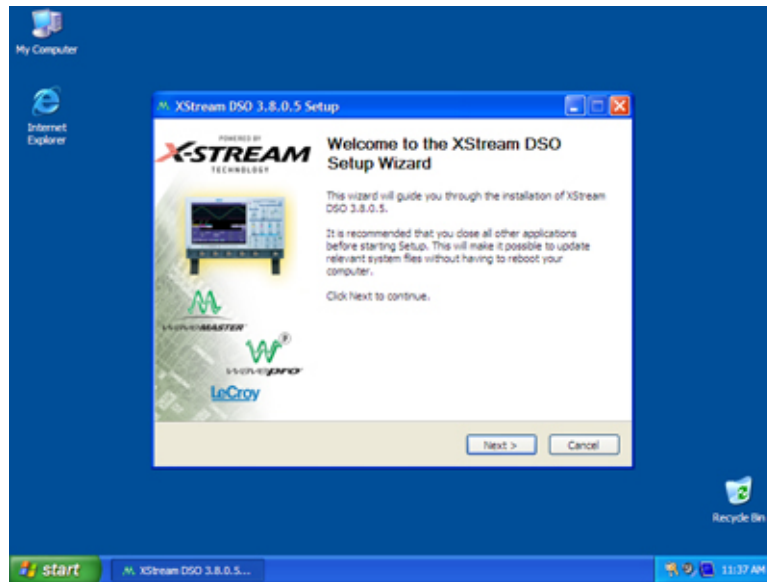 My Computer
Internet
Explorer
XStream DSO 3.8.0.5 Setup
POWERED BY
X-STREAM
TECHNOLOGY
WAVEMASTER
wavepro
LeCroy
Welcome to the XStream DSO
Setup Wizard
This wizard will guide you through the installation of XStream
DSO 3.8.0.5.
It is recommended that you close all other applications
before starting Setup. This will make it possible to update
relevant system files without having to reboot your
computer.
Click Next to continue.
Next >
Cancel
Recycle Bin
start
XStream DSO 3.8.0.5...
11:37 AM